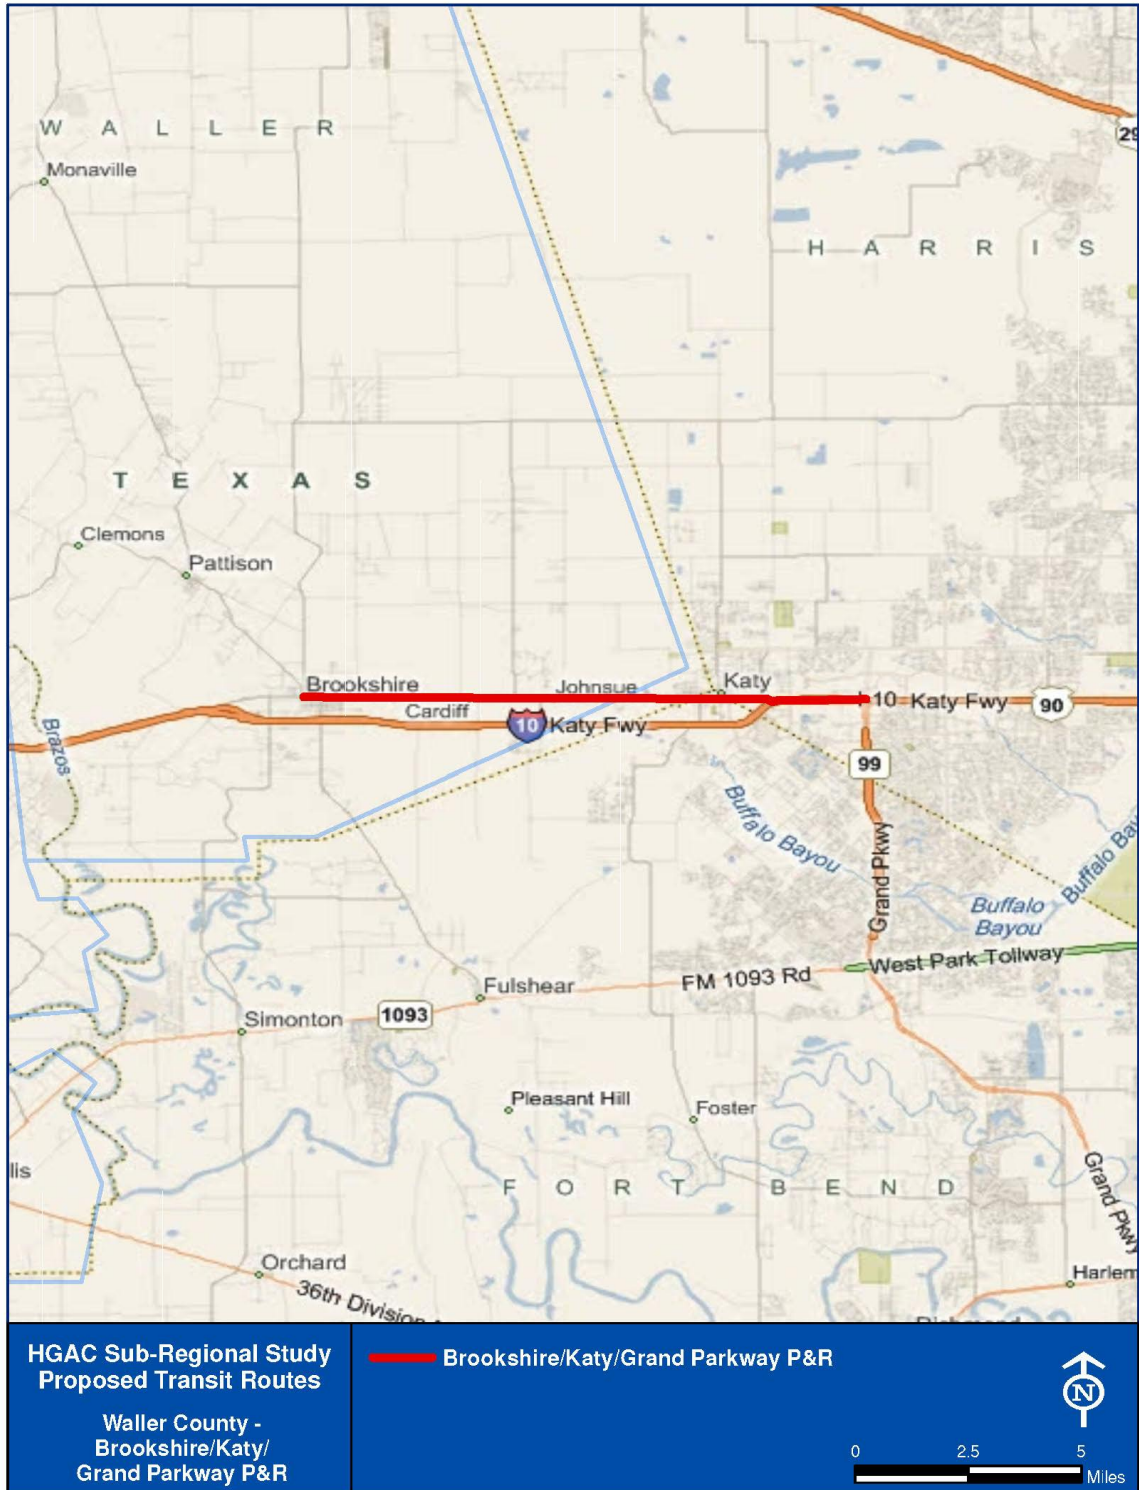 29
W A L L E R
Monaville
H A R R I S
T E X A S
Clemons
Pattison
Brookshire
Johnsue
Katy
Cardiff
10
Katy Fwy
10
Katy Fwy
90
Brazos
99
Buffalo Bayou
Grand Pkwy
Buffalo
Bayou
West Park Tollway
FM 1093 Rd
Fulshear
1093
Simonton
Pleasant Hill
Foster
F O R T B E N D
lis
Grand Pkwy
Orchard
36th Division
Harlem
HGAC Sub-Regional Study
Proposed Transit Routes
Waller County -
Brookshire/Katy/
Grand Parkway P&R
Brookshire/Katy/Grand Parkway P&R
N
0 2.5 5
Miles